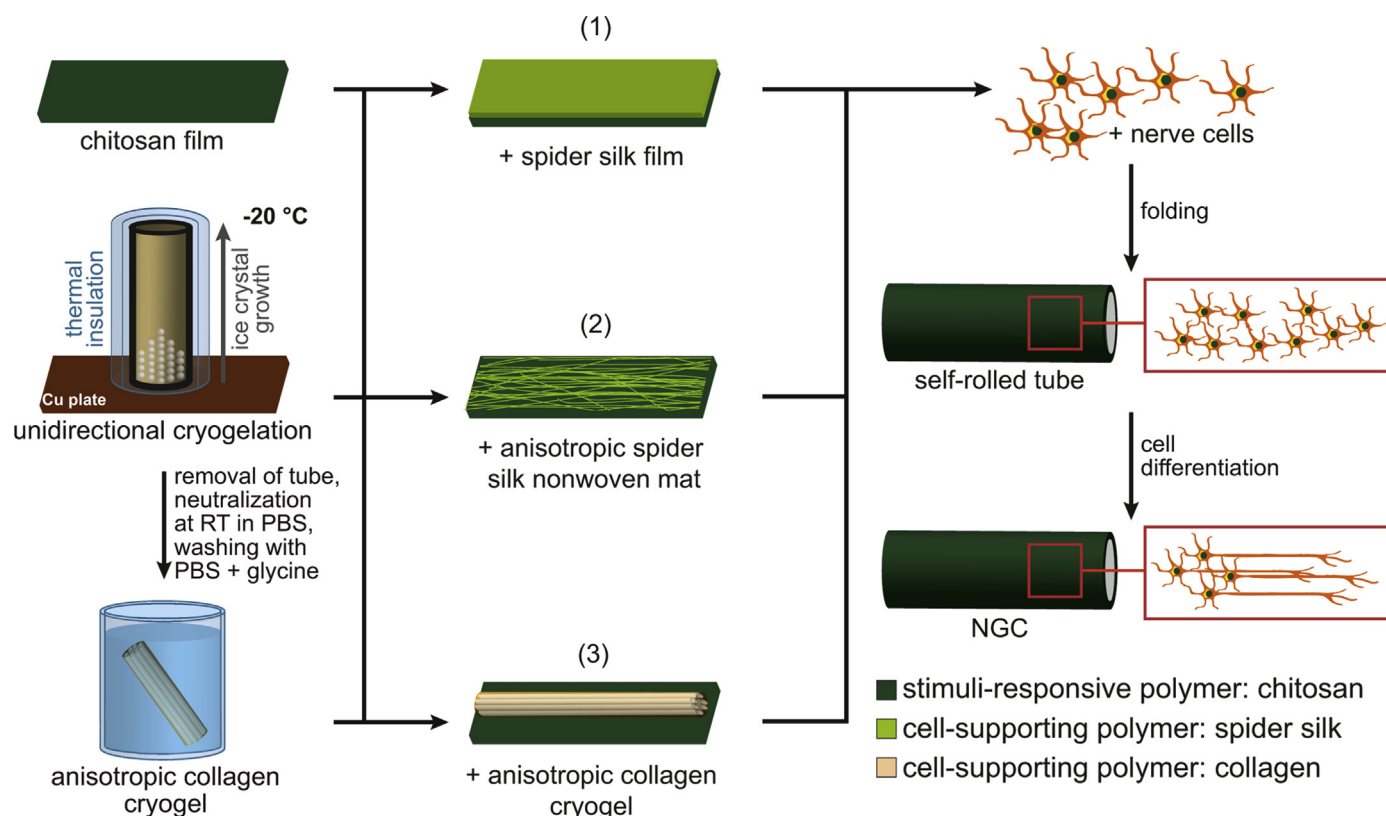 chitosan film
-20 °C
thermal
insulation
ice crystal
growth
Cu plate
unidirectional cryogelation
removal of tube,
neutralization
at RT in PBS,
washing with
PBS + glycine
anisotropic collagen
cryogel
(1)
+ spider silk film
(2)
+ anisotropic spider
silk nonwoven mat
(3)
+ anisotropic collagen
cryogel
+ nerve cells
folding
self-rolled tube
cell
differentiation
NGC
stimuli-responsive polymer: chitosan
cell-supporting polymer: spider silk
cell-supporting polymer: collagen